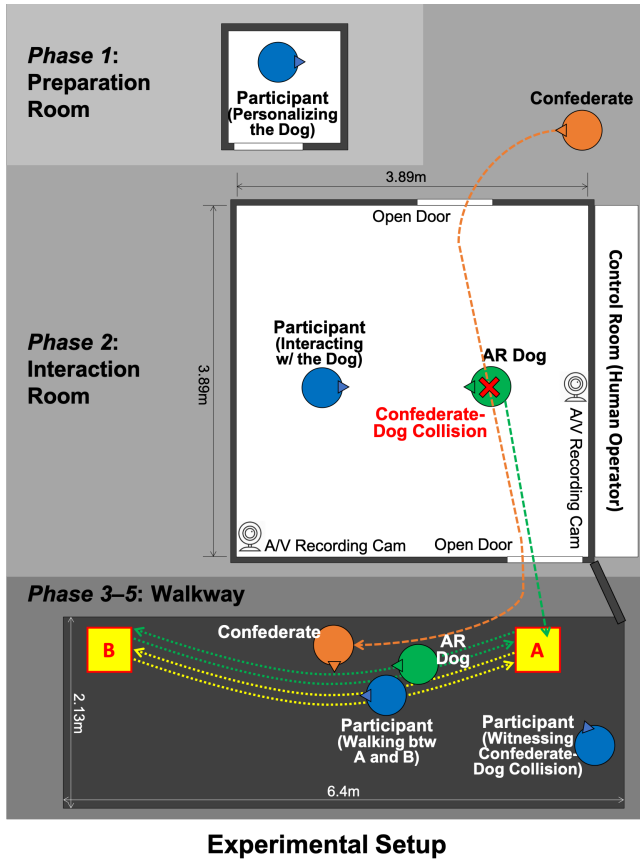 Phase 1:
Preparation
Room
Participant
(Personalizing
the Dog)
Confederate
3.89m
Open Door
Phase 2:
Interaction
Room
3.89m
Participant
(Interacting
w/ the Dog)
AR Dog
Confederate-
Dog Collision
A/V Recording Cam
Control Room (Human Operator)
A/V Recording Cam
Open Door
Phase 3–5: Walkway
Confederate
AR
Dog
B
A
2.13m
Participant
(Walking btw
A and B)
Participant
(Witnessing
Confederate-
Dog Collision)
6.4m
Experimental Setup